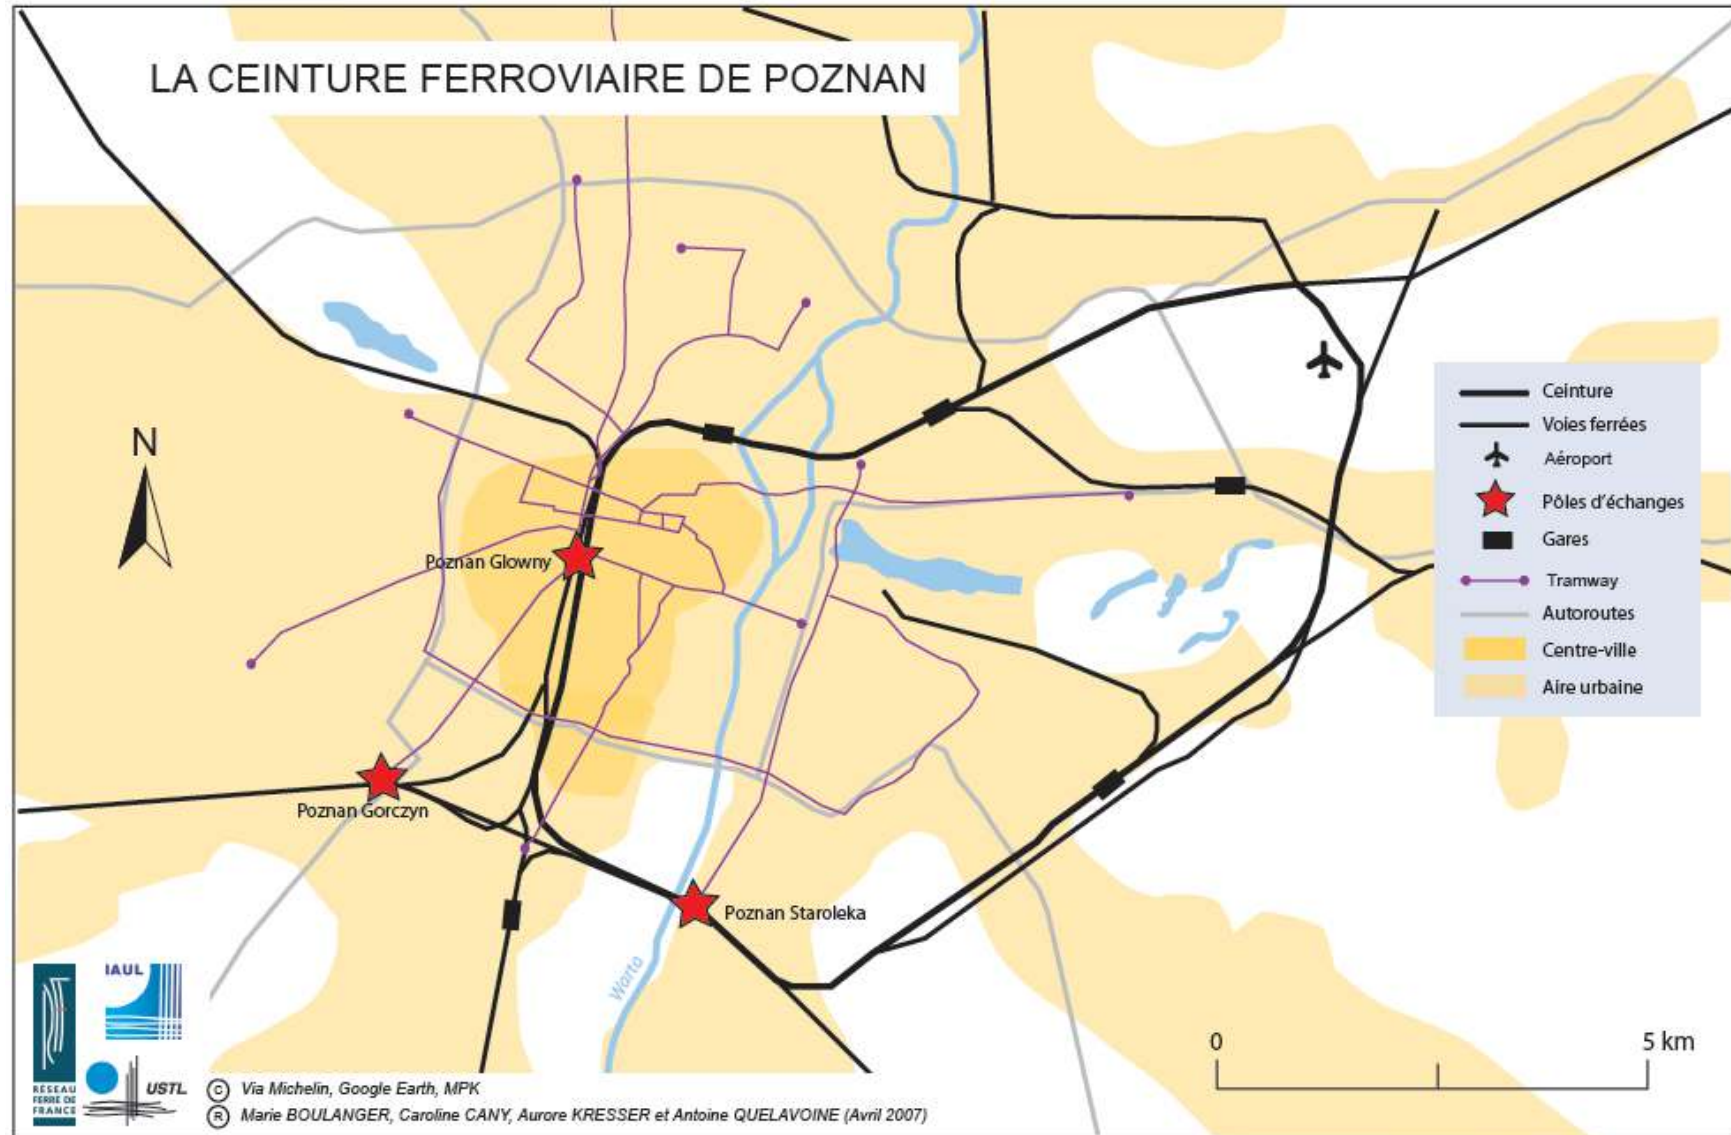 LA CEINTURE FERROVIAIRE DE POZNAN
N
Poznan Glowny
Poznan Gorczyn
Poznan Staroleka
Warta
Ceinture
Voies ferrées
Aéroport
Pôles d'échanges
Gares
Tramway
Autoroutes
Centre-ville
Aire urbaine
0 5 km
IAUL
RESEAU
FERRE DE
FRANCE
USTL
C Via Michelin, Google Earth, MPK
R Marie BOULANGER, Caroline CANY, Aurore KRESSER et Antoine QUELAVOINE (Avril 2007)